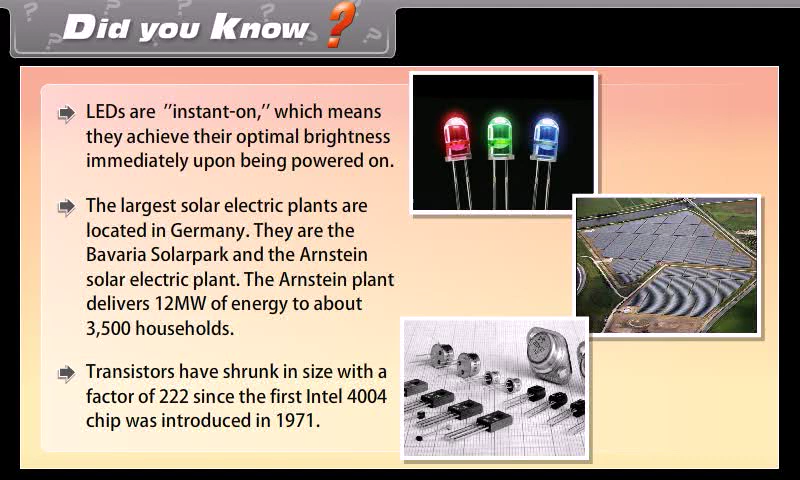 Did you Know ?
LEDs are "instant-on," which means
they achieve their optimal brightness
immediately upon being powered on.
The largest solar electric plants are
located in Germany. They are the
Bavaria Solarpark and the Arnstein
solar electric plant. The Arnstein plant
delivers 12MW of energy to about
3,500 households.
Transistors have shrunk in size with a
factor of 222 since the first Intel 4004
chip was introduced in 1971.